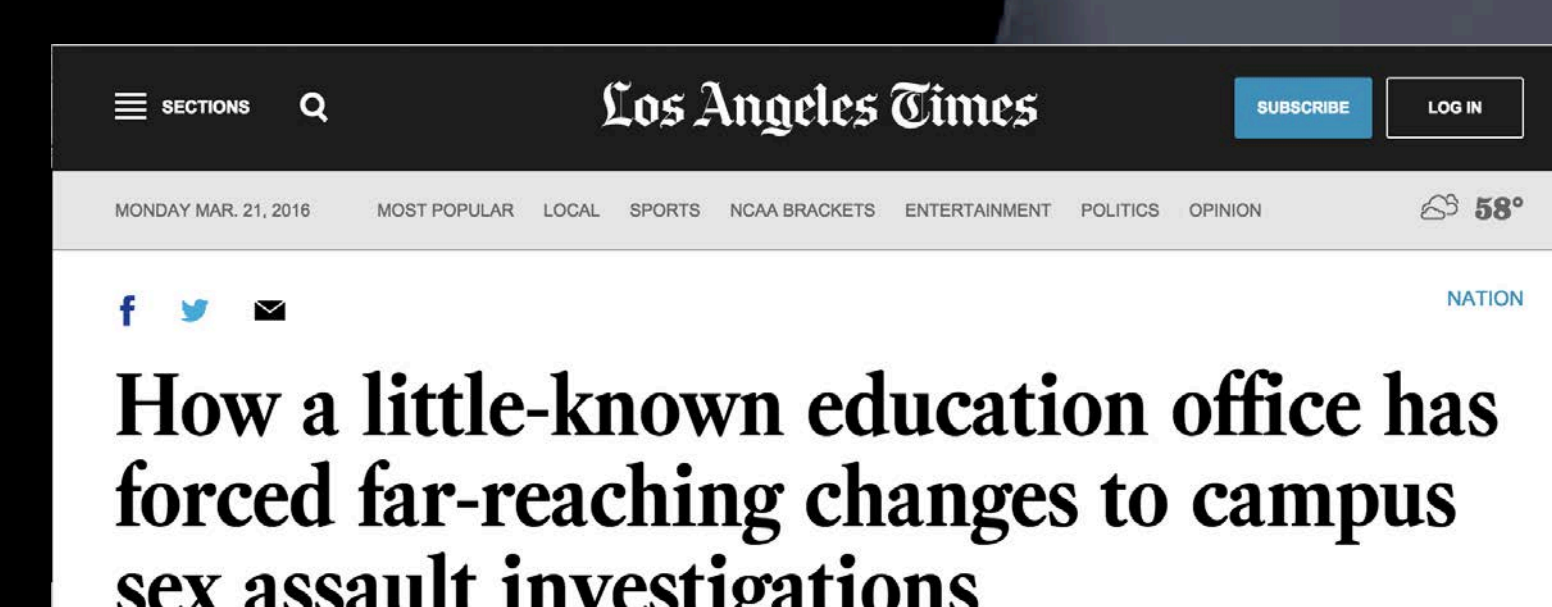 SECTIONS
Los Angeles Times
SUBSCRIBE
LOG IN
MONDAY MAR. 21, 2016 MOST POPULAR LOCAL SPORTS NCAA BRACKETS ENTERTAINMENT POLITICS OPINION 58°
NATION
How a little-known education office has
forced far-reaching changes to campus
sex assault investigations